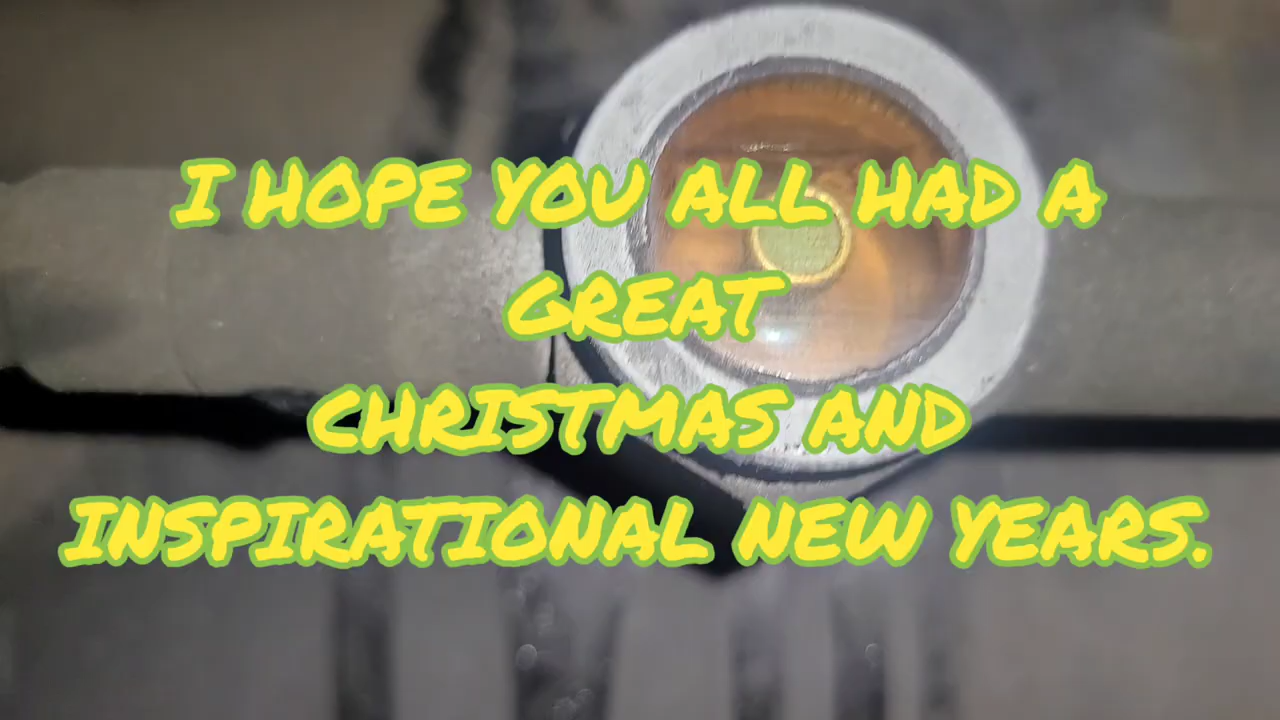 I HOPE YOU ALL HAD A
GREAT
CHRISTMAS AND
INSPIRATIONAL NEW YEARS.